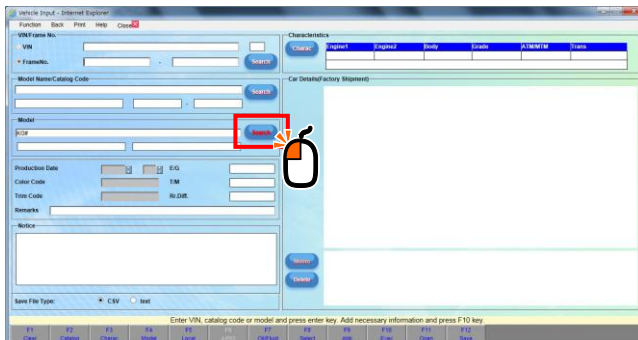 Vehicle Input - Internet Explorer
Function Back Print Help Close
VIN/Frame No.
VIN
FrameNo. - Search
Model Name/Catalog Code
Search
-
Model
Search
Production Date E/G
Color Code T/M
Trim Code Rr.Diff.
Remarks
Notice
Save File Type: CSV text
Characteristics
Charac Engine1 Engine2 Body Grade ATM/MTM Trans
Car Details(Factory Shipment)
Delete
Enter VIN, catalog code or model and press enter key. Add necessary information and press F10 key.
F1 F2 F3 F4 F5 F6 F7 F8 F9 F10 F11 F12
Clear Catalog Charac Model Local Select Job Exec Open Save